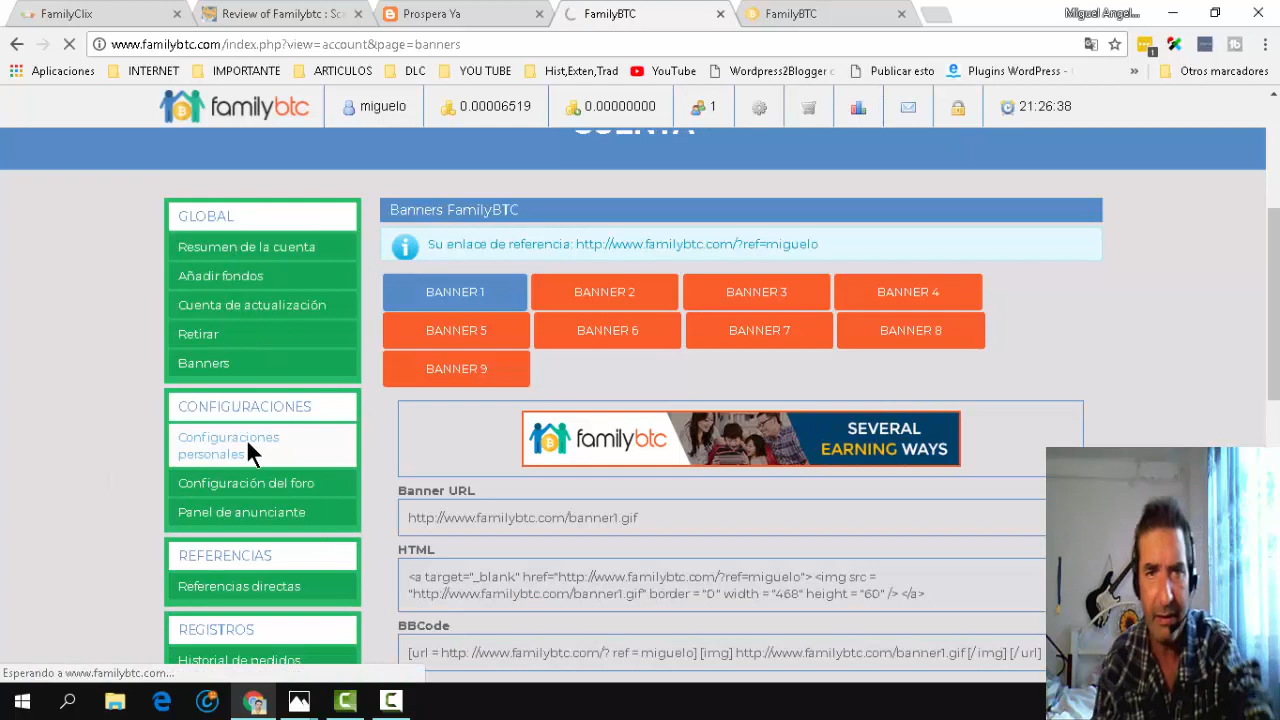 FamilyClix
Review of Familybtc : Sca
Prospera Ya
FamilyBTC
FamilyBTC
Miguel Angel...
www.familybtc.com/index.php?view=account&page=banners
1
Aplicaciones
INTERNET
IMPORTANTE
ARTICULOS
DLC
YOU TUBE
Hist,Exten,Trad
YouTube
Wordpress2Blogger c
Publicar esto
Plugins WordPress -
»
Otros marcadores
familybtc
miguelo
0.00006519
0.00000000
1
21:26:38
CUENTA
GLOBAL
Resumen de la cuenta
Añadir fondos
Cuenta de actualización
Retirar
Banners
CONFIGURACIONES
Configuraciones
personales
Configuración del foro
Panel de anunciante
REFERENCIAS
Referencias directas
REGISTROS
Historial de pedidos
Banners FamilyBTC
Su enlace de referencia: http://www.familybtc.com/?ref=miguelo
BANNER 1
BANNER 2
BANNER 3
BANNER 4
BANNER 5
BANNER 6
BANNER 7
BANNER 8
BANNER 9
familybtc
SEVERAL
EARNING WAYS
Banner URL
http://www.familybtc.com/banner1.gif
HTML
<a target="_blank" href="http://www.familybtc.com/?ref=miguelo"> <img src =
"http://www.familybtc.com/banner1.gif" border = "0" width = "468" height = "60" /> </a>
BBCode
[url = http: //www.familybtc.com/? ref = miguelo] [img] http://www.familybtc.com/banner1.gif [/ img] [/ url]
Esperando a www.familybtc.com...